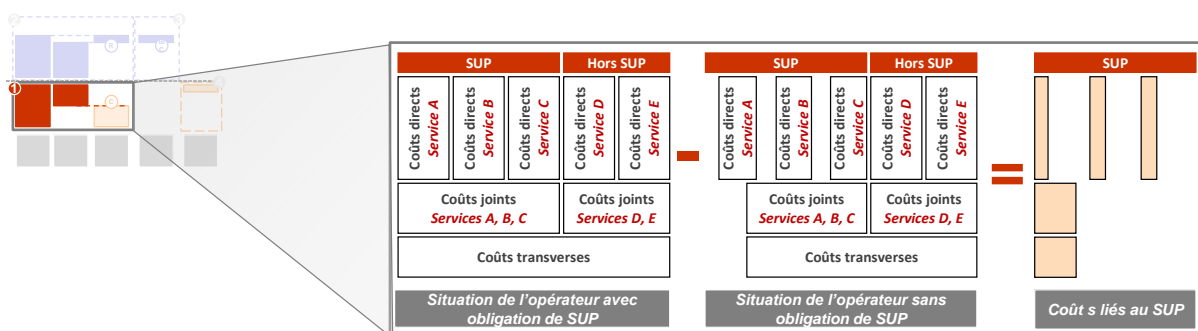 1
SUP
Hors SUP
SUP
Hors SUP
SUP
Coûts directs
Service A
Coûts directs
Service B
Coûts directs
Service C
Coûts directs
Service D
Coûts directs
Service E
Coûts directs
Service A
Coûts directs
Service B
Coûts directs
Service C
Coûts directs
Service D
Coûts directs
Service E
Coûts joints
Services A, B, C
Coûts joints
Services D, E
Coûts joints
Services A, B, C
Coûts joints
Services D, E
Coûts transverses
Coûts transverses
Situation de l'opérateur avec
obligation de SUP
Situation de l'opérateur sans
obligation de SUP
Coût s liés au SUP